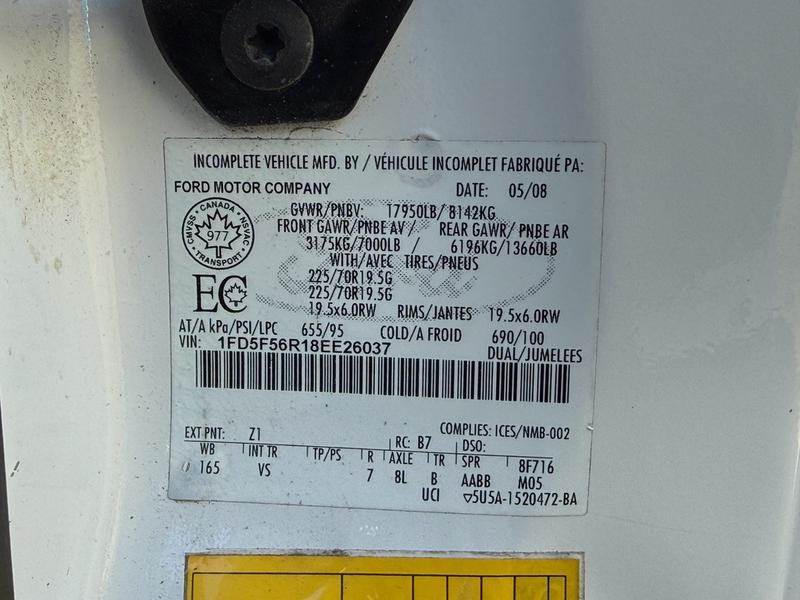 INCOMPLETE VEHICLE MFD. BY / VÉHICULE INCOMPLET FABRIQUÉ PA:
FORD MOTOR COMPANY DATE: 05/08
GVWR/PNBV: 17950LB/ 8142KG
FRONT GAWR/PNBE AV / REAR GAWR/ PNBE AR
3175KG/7000LB / 6196KG/13660LB
WITH/AVEC TIRES/PNEUS
225/70R19.5G
225/70R19.5G
19.5x6.0RW RIMS/JANTES 19.5x6.0RW
AT/A kPa/PSI/LPC 655/95 COLD/A FROID 690/100
VIN: 1FD5F56R18EE26037 DUAL/JUMELEES
CMVSS • CANADA • NSVAC • TRANSPORT •
977
EC
COMPLIES: ICES/NMB-002
EXT PNT: Z1 RC: B7 DSO:
WB INT TR TP/PS R AXLE TR SPR 8F716
165 VS 7 8L B AABB M05
UCI ▽5U5A-1520472-BA